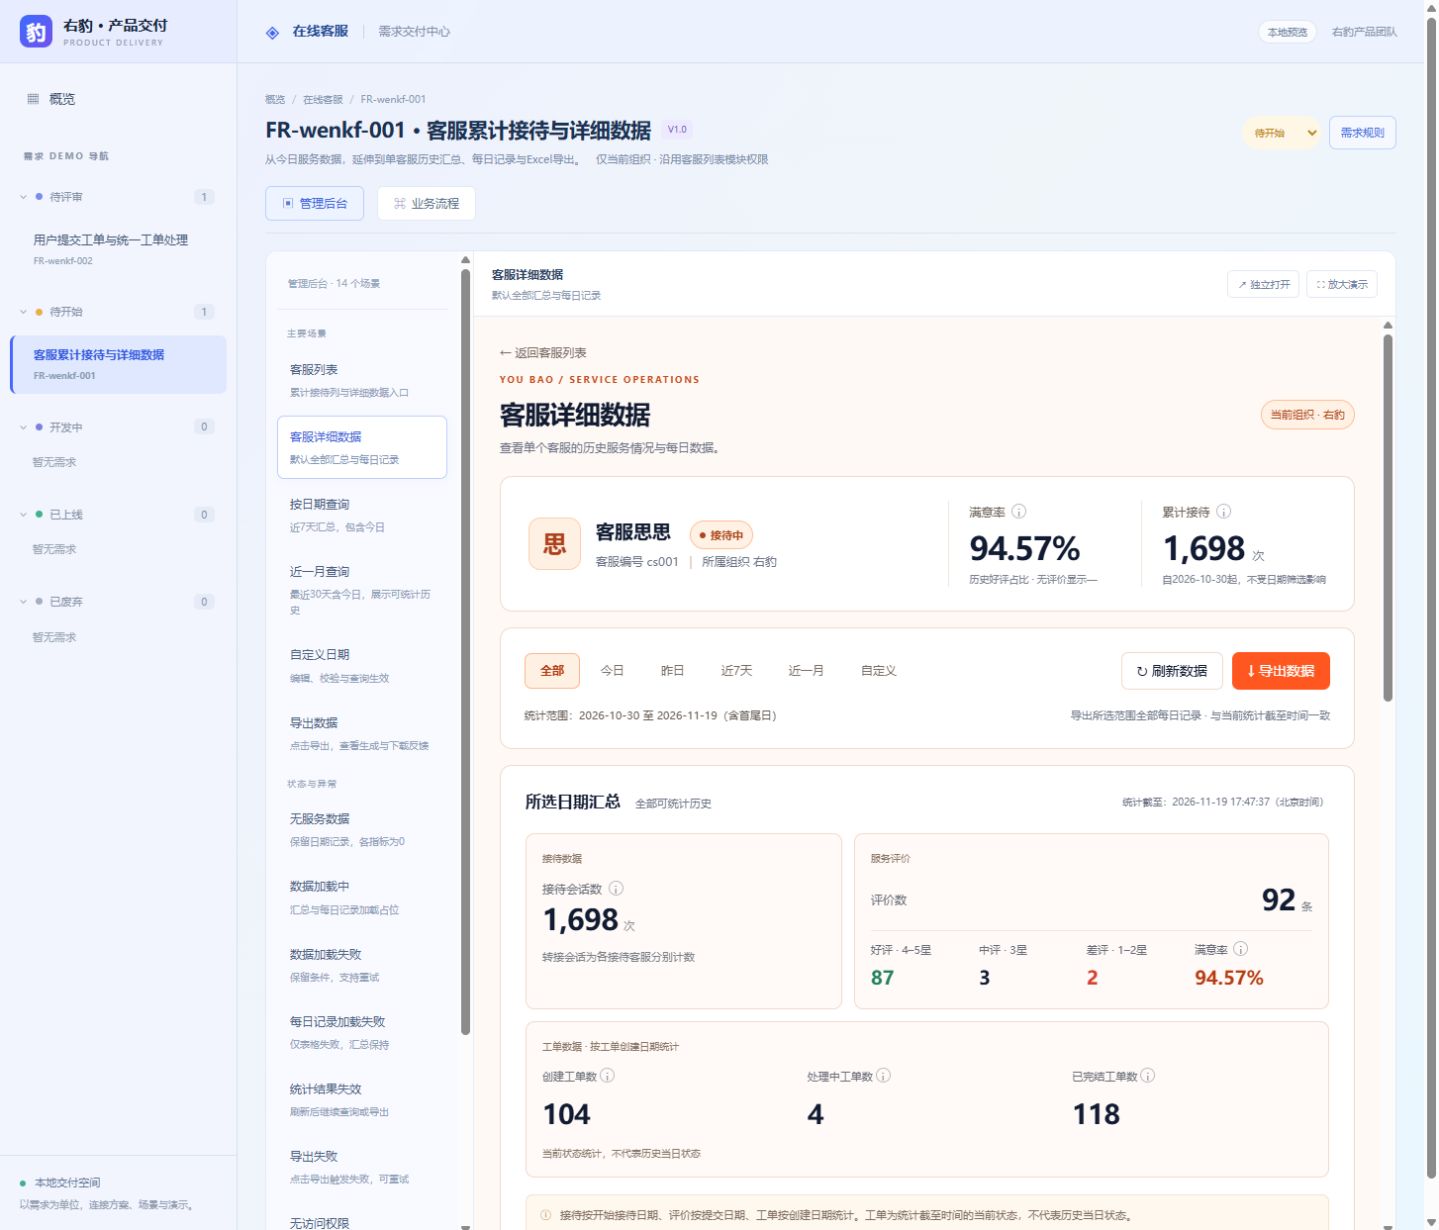 豹
右豹 • 产品交付
PRODUCT DELIVERY
在线客服
需求交付中心
本地预览
右豹产品团队
概览
需求 DEMO 导航
待评审
1
用户提交工单与统一工单处理
FR-wenkf-002
待开始
1
客服累计接待与详细数据
FR-wenkf-001
开发中
0
暂无需求
已上线
0
暂无需求
已废弃
0
暂无需求
本地交付空间
以需求为单位，连接方案、场景与演示。
概览 / 在线客服 / FR-wenkf-001
FR-wenkf-001 • 客服累计接待与详细数据 V1.0
从今日服务数据，延伸到单客服历史汇总、每日记录与Excel导出。 仅当前组织 · 沿用客服列表模块权限
待开始
需求规则
管理后台
业务流程
管理后台 · 14 个场景
主要场景
客服列表
累计接待列与详细数据入口
客服详细数据
默认全部汇总与每日记录
按日期查询
近7天汇总，包含今日
近一月查询
最近30天含今日，展示可统计历
史
自定义日期
编辑、校验与查询生效
导出数据
点击导出，查看生成与下载反馈
状态与异常
无服务数据
保留日期记录，各指标为0
数据加载中
汇总与每日记录加载占位
数据加载失败
保留条件，支持重试
每日记录加载失败
仅表格失败，汇总保持
统计结果失效
刷新后继续查询或导出
导出失败
点击导出触发失败，可重试
无访问权限
客服详细数据
默认全部汇总与每日记录
↗ 独立打开
放大演示
← 返回客服列表
YOU BAO / SERVICE OPERATIONS
客服详细数据
查看单个客服的历史服务情况与每日数据。
当前组织 · 右豹
思
客服思思
接待中
客服编号 cs001 | 所属组织 右豹
满意率
94.57%
历史好评占比 · 无评价显示—
累计接待
1,698 次
自2026-10-30起，不受日期筛选影响
全部
今日
昨日
近7天
近一月
自定义
↻ 刷新数据
↓ 导出数据
统计范围：2026-10-30 至 2026-11-19（含首尾日）
导出所选范围全部每日记录 · 与当前统计截至时间一致
所选日期汇总
全部可统计历史
统计截至：2026-11-19 17:47:37（北京时间）
接待数据
接待会话数
1,698 次
转接会话为各接待客服分别计数
服务评价
评价数
92 条
好评 · 4–5星
87
中评 · 3星
3
差评 · 1–2星
2
满意率
94.57%
工单数据 · 按工单创建日期统计
创建工单数
104
处理中工单数
4
已完结工单数
118
当前状态统计，不代表历史当日状态
接待按开始接待日期、评价按提交日期、工单按创建日期统计。工单为统计截至时间的当前状态，不代表历史当日状态。